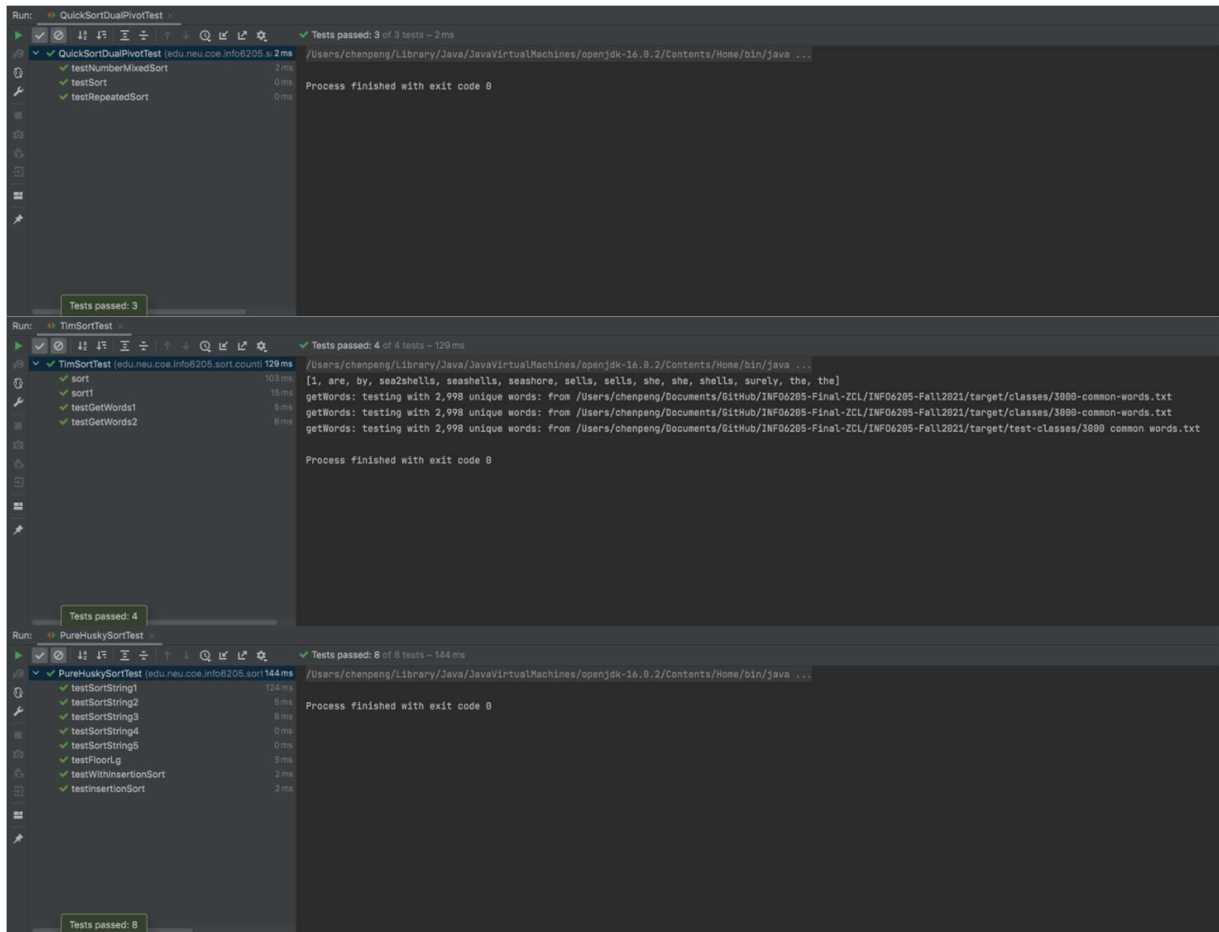 Run: QuickSortDualPivotTest ×
Tests passed: 3 of 3 tests – 2 ms
QuickSortDualPivotTest (edu.neu.coe.info6205.s 2 ms
/Users/chenpeng/Library/Java/JavaVirtualMachines/openjdk-16.0.2/Contents/Home/bin/java ...
testNumberMixedSort 2 ms
testSort 0 ms
Process finished with exit code 0
testRepeatedSort 0 ms
Tests passed: 3
Run: TimSortTest ×
Tests passed: 4 of 4 tests – 129 ms
TimSortTest (edu.neu.coe.info6205.sort.counti 129 ms
/Users/chenpeng/Library/Java/JavaVirtualMachines/openjdk-16.0.2/Contents/Home/bin/java ...
sort 103 ms
[1, are, by, sea2shells, seashells, seashore, sells, sells, she, she, shells, surely, the, the]
sort1 15 ms
getWords: testing with 2,998 unique words: from /Users/chenpeng/Documents/GitHub/INFO6205-Final-ZCL/INFO6205-Fall2021/target/classes/3000-common-words.txt
testGetWords1 5 ms
getWords: testing with 2,998 unique words: from /Users/chenpeng/Documents/GitHub/INFO6205-Final-ZCL/INFO6205-Fall2021/target/classes/3000-common-words.txt
testGetWords2 6 ms
getWords: testing with 2,998 unique words: from /Users/chenpeng/Documents/GitHub/INFO6205-Final-ZCL/INFO6205-Fall2021/target/test-classes/3000 common words.txt
Process finished with exit code 0
Tests passed: 4
Run: PureHuskySortTest ×
Tests passed: 8 of 8 tests – 144 ms
PureHuskySortTest (edu.neu.coe.info6205.sort 144 ms
/Users/chenpeng/Library/Java/JavaVirtualMachines/openjdk-16.0.2/Contents/Home/bin/java ...
testSortString1 124 ms
testSortString2 5 ms
Process finished with exit code 0
testSortString3 8 ms
testSortString4 0 ms
testSortString5 0 ms
testFloorLg 3 ms
testWithInsertionSort 2 ms
testInsertionSort 2 ms
Tests passed: 8